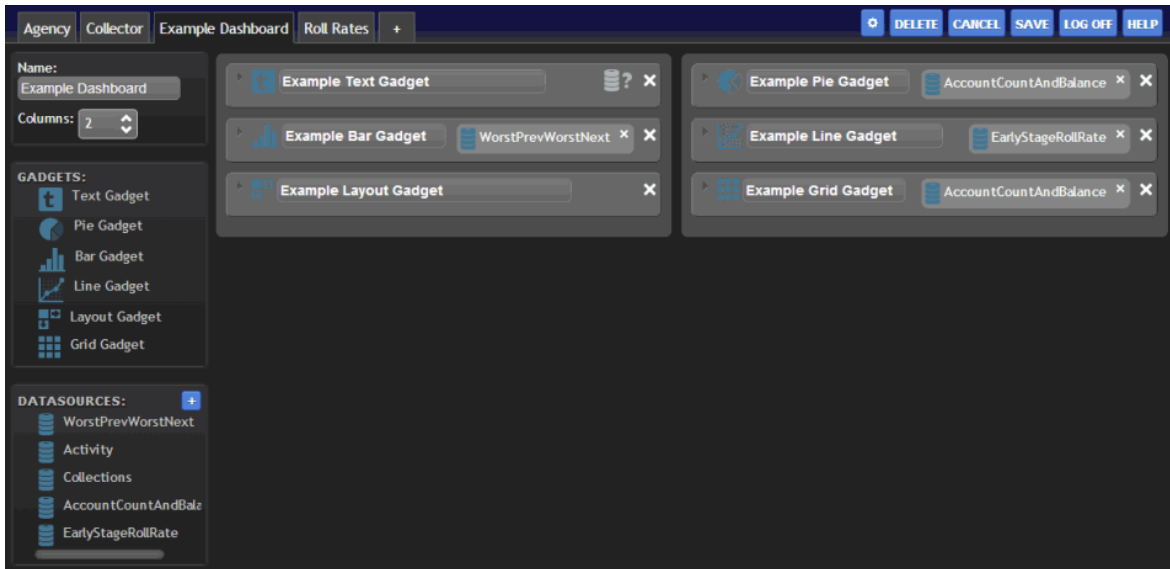 Agency Collector Example Dashboard Roll Rates + DELETE CANCEL SAVE LOG OFF HELP
Name:
Example Dashboard
Columns: 2
GADGETS:
Text Gadget
Pie Gadget
Bar Gadget
Line Gadget
Layout Gadget
Grid Gadget
DATASOURCES: +
WorstPrevWorstNext
Activity
Collections
AccountCountAndBala
EarlyStageRollRate
Example Text Gadget ? ×
Example Bar Gadget WorstPrevWorstNext × ×
Example Layout Gadget ×
Example Pie Gadget AccountCountAndBalance × ×
Example Line Gadget EarlyStageRollRate × ×
Example Grid Gadget AccountCountAndBalance × ×